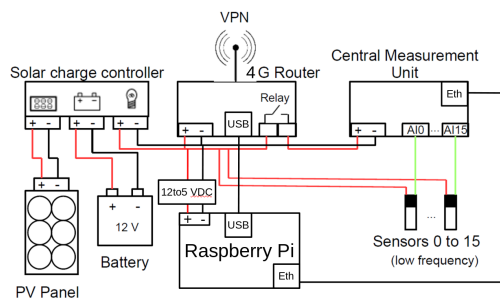 VPN
Solar charge controller
4 G Router
Central Measurement
Unit
Relay
Eth
USB
+ - + - + -
+ -
+ -
AI0 ... AI15
+ -
+ -
12to5 VDC
12 V
+ -
USB
Raspberry Pi
Eth
...
Sensors 0 to 15
(low frequency)
Battery
PV Panel